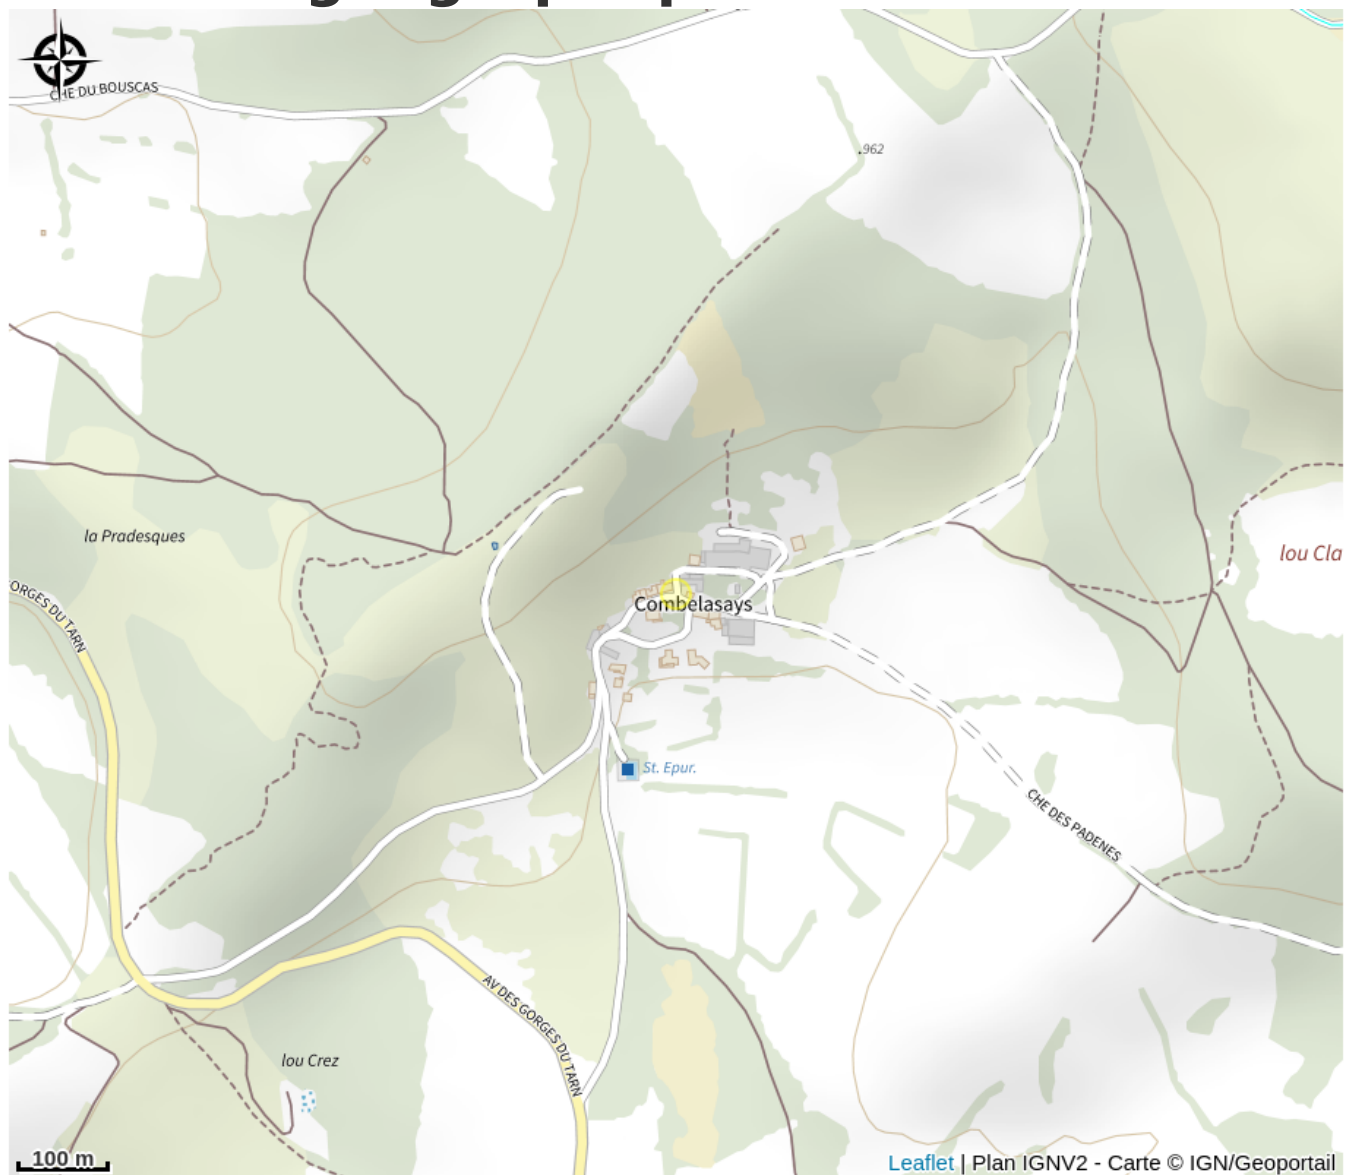 CHE DU BOUSCAS
962
la Pradesques
lou Cla
ORGES DU TARN
Combelasays
St. Epur.
CHE DES PADENES
AV DES GORGES DU TARN
lou Crez
100 m
Leaflet | Plan IGNV2 - Carte © IGN/Geoportail